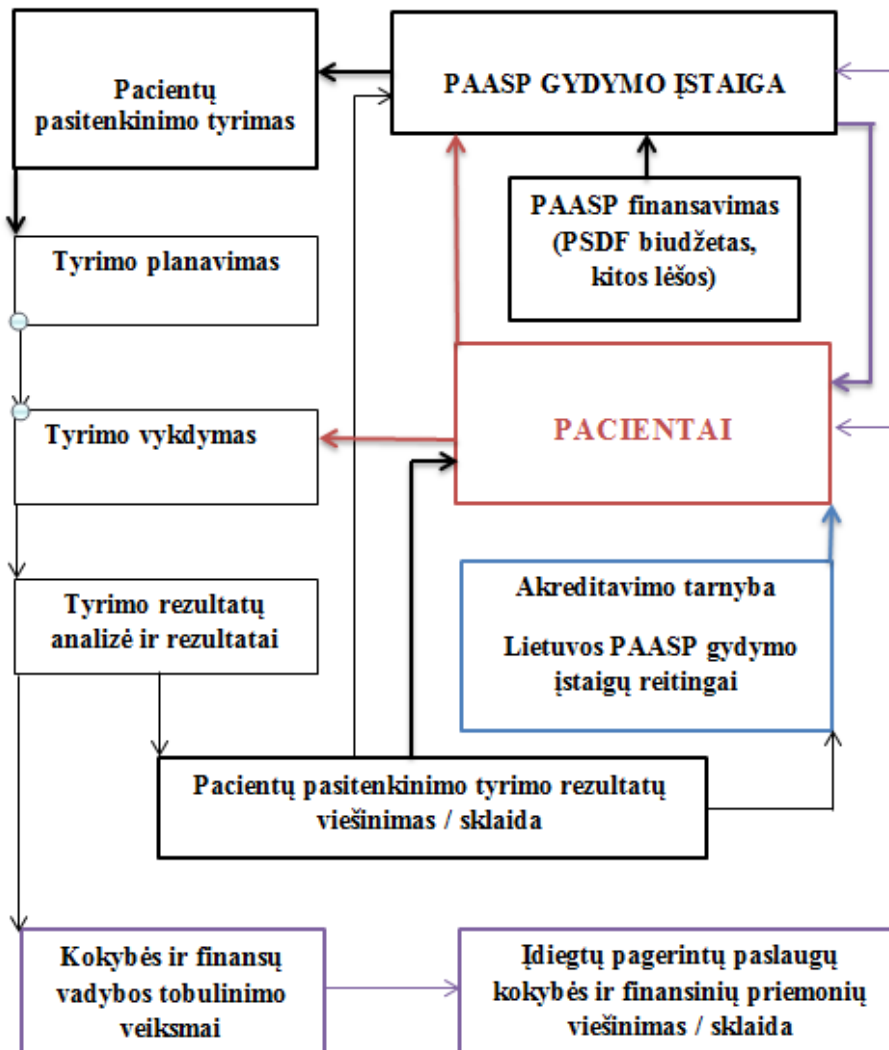 Pacientų
pasitenkinimo tyrimas
PAASP GYDYMO ĮSTAIGA
PAASP finansavimas
(PSDF biudžetas,
kitos lėšos)
Tyrimo planavimas
Tyrimo vykdymas
PACIENTAI
Tyrimo rezultatų
analizė ir rezultatai
Akreditavimo tarnyba
Lietuvos PAASP gydymo
įstaigų reitingai
Pacientų pasitenkinimo tyrimo rezultatų
viešinimas / sklaida
Kokybės ir finansų
vadybos tobulinimo
veiksmai
Įdiegtų pagerintų paslaugų
kokybės ir finansinių priemonių
viešinimas / sklaida